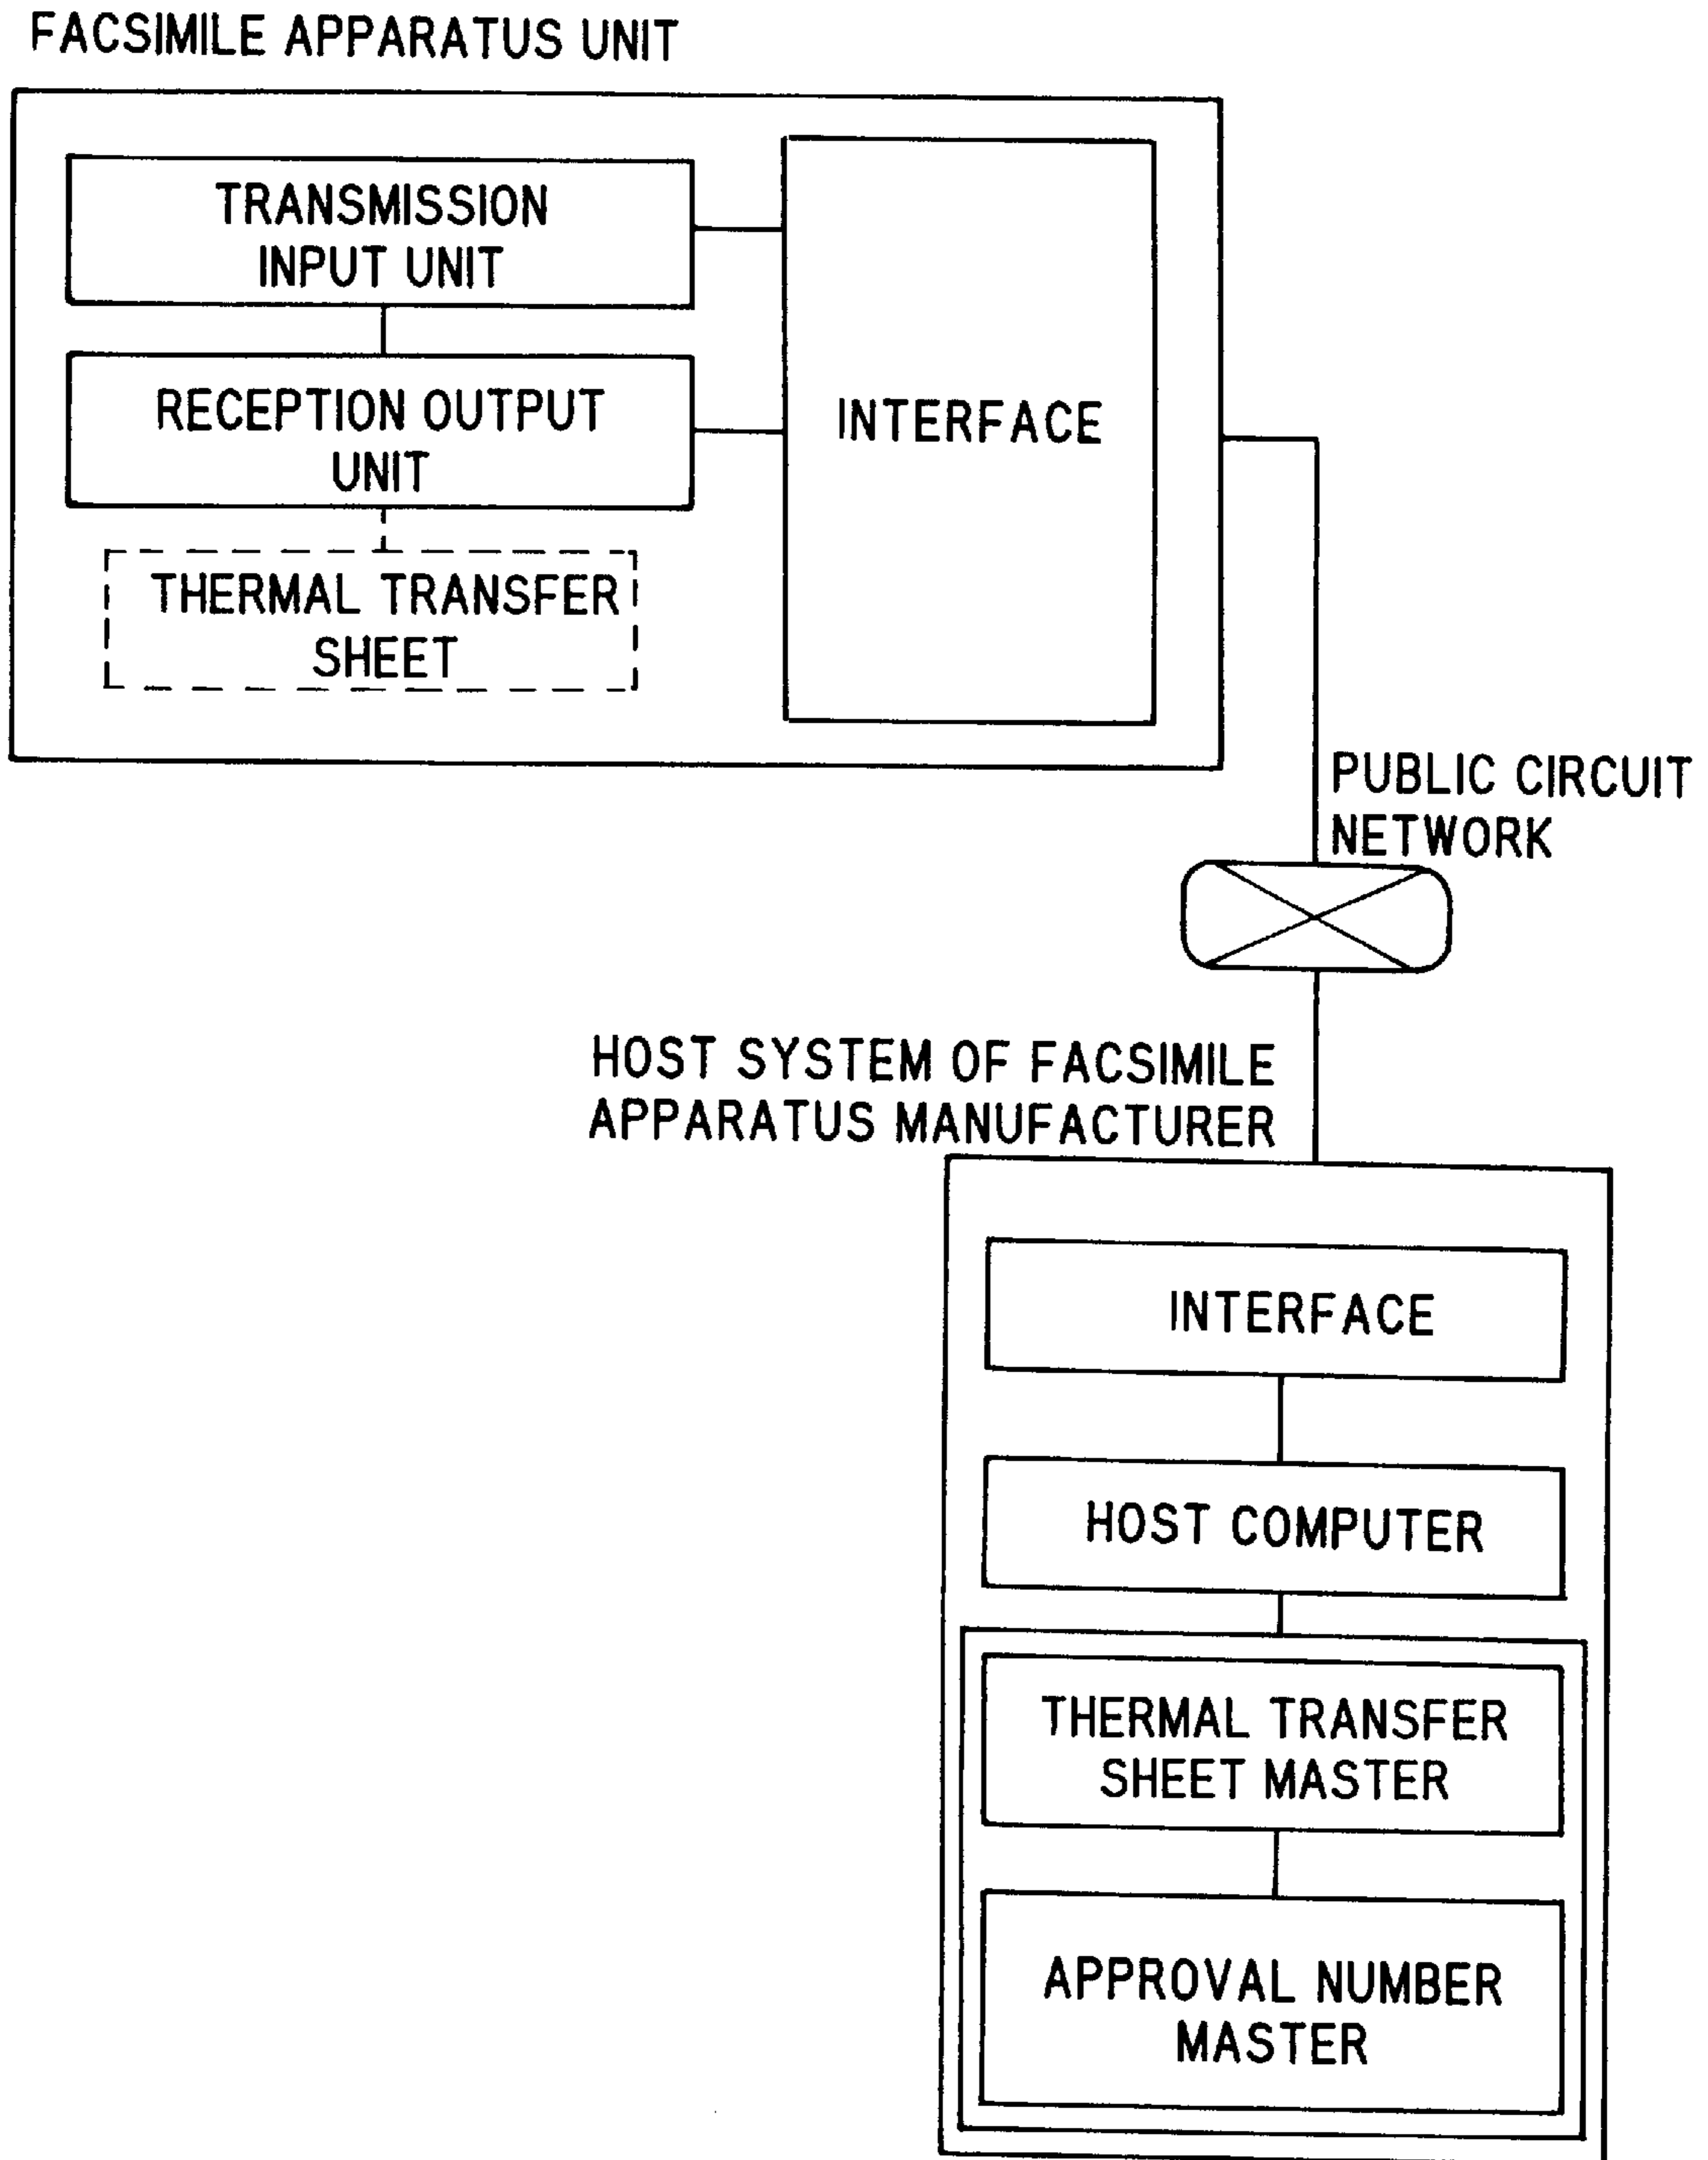 FACSIMILE APPARATUS UNIT
TRANSMISSION
INPUT UNIT
RECEPTION OUTPUT
UNIT
THERMAL TRANSFER
SHEET
INTERFACE
PUBLIC CIRCUIT
NETWORK
HOST SYSTEM OF FACSIMILE
APPARATUS MANUFACTURER
INTERFACE
HOST COMPUTER
THERMAL TRANSFER
SHEET MASTER
APPROVAL NUMBER
MASTER